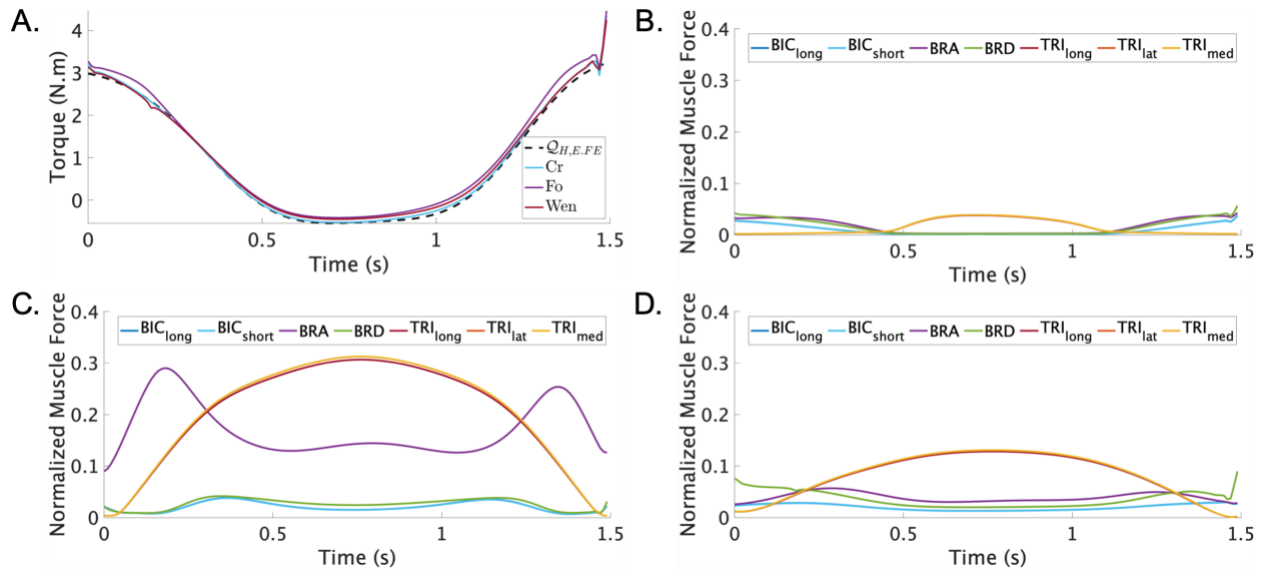 A.
Torque (N.m)
4
3
2
1
0
Q_{H,E.FE}
Cr
Fo
Wen
0 0.5 1 1.5
Time (s)
B.
Normalized Muscle Force
0.4
0.3
0.2
0.1
0
BIC_long BIC_short BRA BRD TRI_long TRI_lat TRI_med
0 0.5 1 1.5
Time (s)
C.
Normalized Muscle Force
0.4
0.3
0.2
0.1
0
BIC_long BIC_short BRA BRD TRI_long TRI_lat TRI_med
0 0.5 1 1.5
Time (s)
D.
Normalized Muscle Force
0.4
0.3
0.2
0.1
0
BIC_long BIC_short BRA BRD TRI_long TRI_lat TRI_med
0 0.5 1 1.5
Time (s)